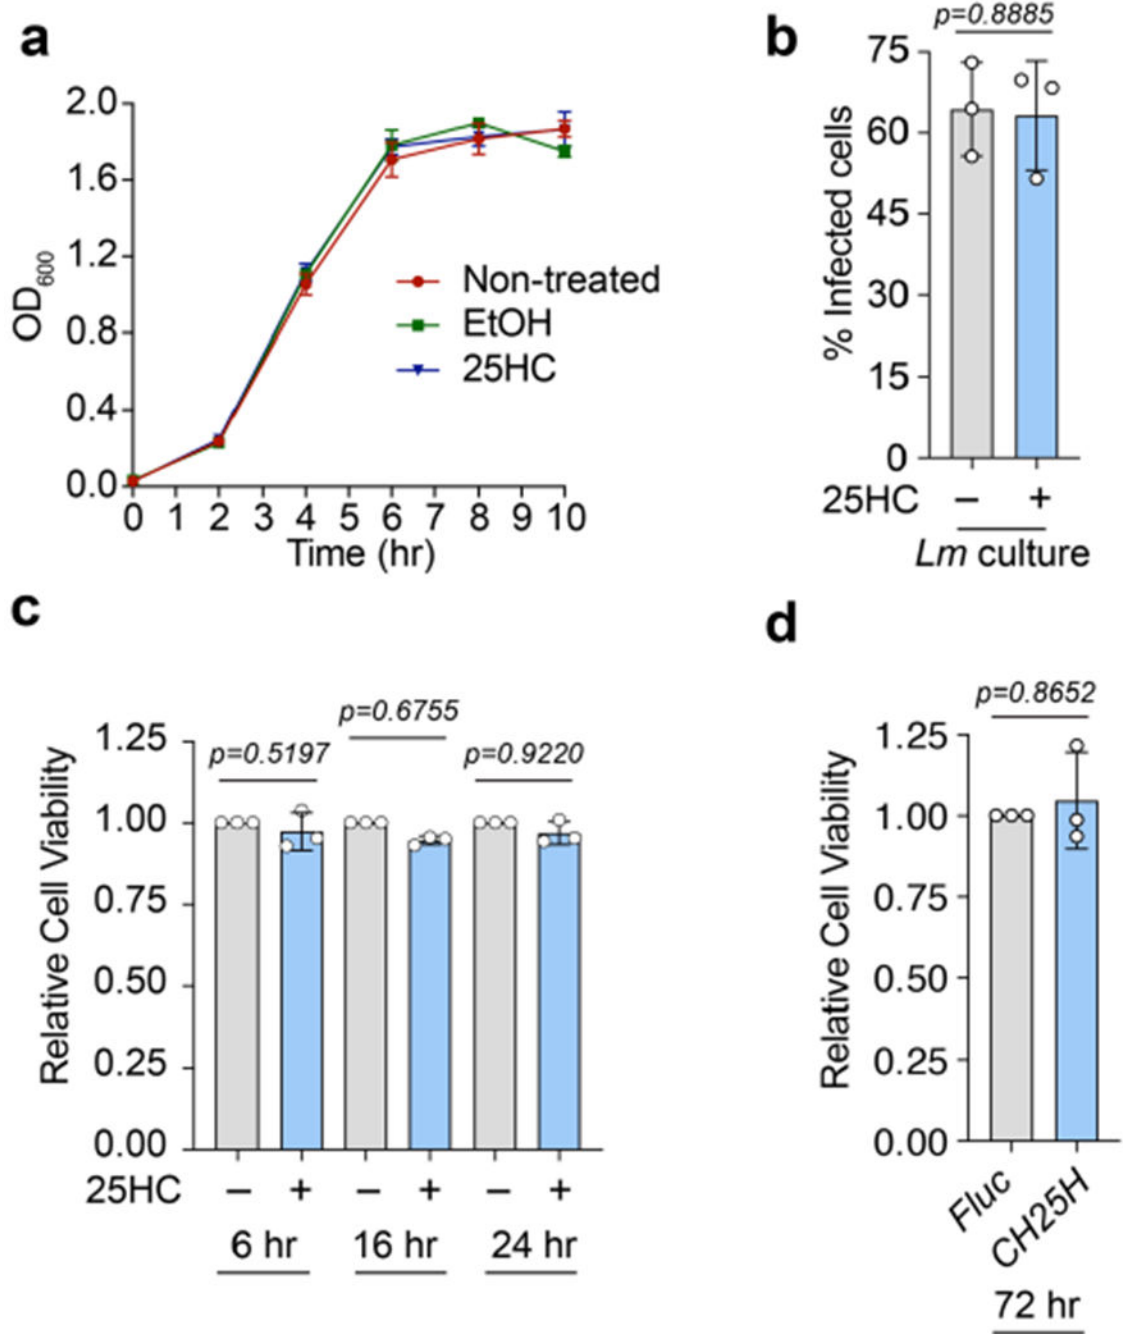 a
2.0
1.6
1.2
0.8
0.4
0.0
OD600
0 1 2 3 4 5 6 7 8 9 10
Time (hr)
Non-treated
EtOH
25HC
b
p=0.8885
75
60
45
30
15
0
% Infected cells
25HC – +
Lm culture
c
p=0.5197
p=0.6755
p=0.9220
1.25
1.00
0.75
0.50
0.25
0.00
Relative Cell Viability
25HC – + – + – +
6 hr 16 hr 24 hr
d
p=0.8652
1.25
1.00
0.75
0.50
0.25
0.00
Relative Cell Viability
Fluc
CH25H
72 hr